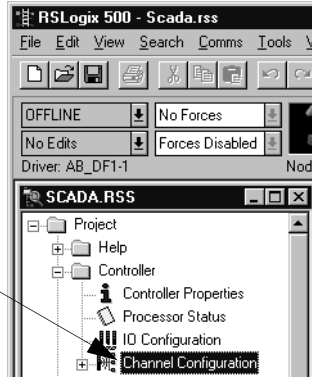 RSLogix 500 - Scada.rss
File Edit View Search Comms Tools
OFFLINE No Forces
No Edits Forces Disabled
Driver: AB_DF1-1 Nod
SCADA.RSS
Project
Help
Controller
Controller Properties
Processor Status
IO Configuration
Channel Configuration